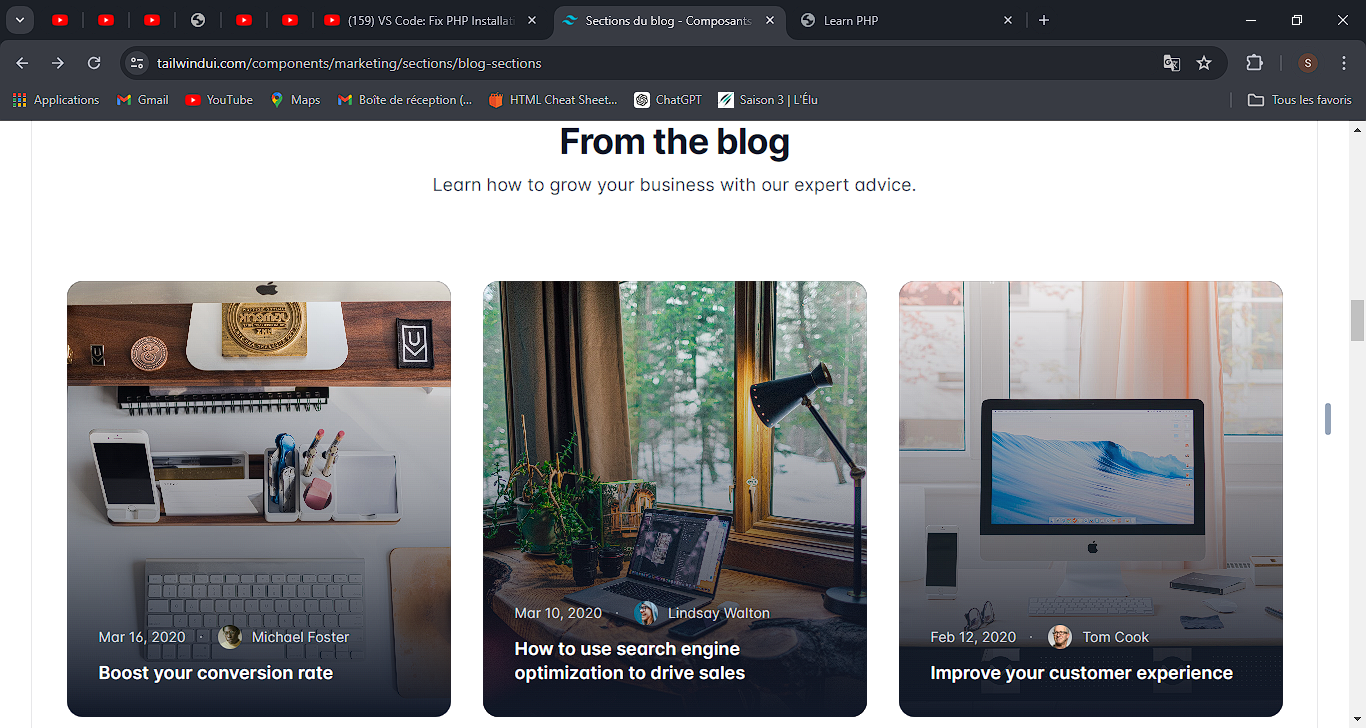 (159) VS Code: Fix PHP Installati
Sections du blog - Composants
Learn PHP
tailwindui.com/components/marketing/sections/blog-sections
S
Applications
Gmail
YouTube
Maps
Boîte de réception (...
HTML Cheat Sheet...
ChatGPT
Saison 3 | L'Élu
Tous les favoris
From the blog
Learn how to grow your business with our expert advice.
Mar 16, 2020 · Michael Foster
Boost your conversion rate
Mar 10, 2020 · Lindsay Walton
How to use search engine
optimization to drive sales
Feb 12, 2020 · Tom Cook
Improve your customer experience